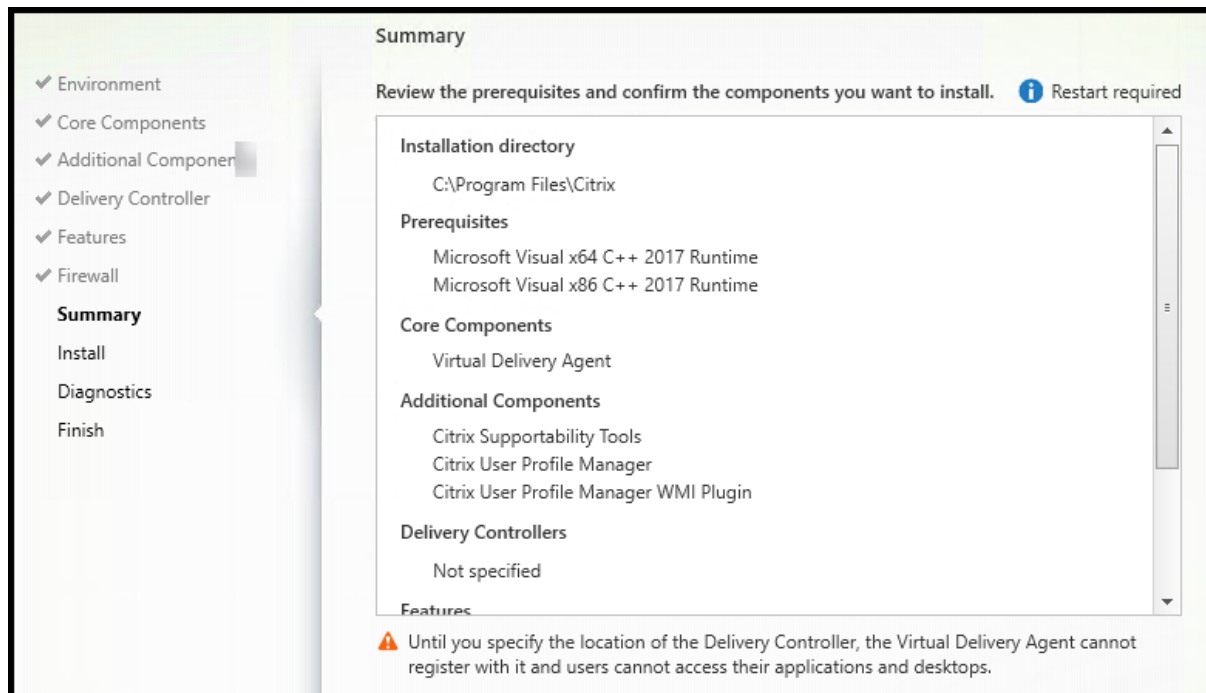 Summary
Environment
Core Components
Additional Componen
Delivery Controller
Features
Firewall
Summary
Install
Diagnostics
Finish
Review the prerequisites and confirm the components you want to install.
Restart required
Installation directory
C:\Program Files\Citrix
Prerequisites
Microsoft Visual x64 C++ 2017 Runtime
Microsoft Visual x86 C++ 2017 Runtime
Core Components
Virtual Delivery Agent
Additional Components
Citrix Supportability Tools
Citrix User Profile Manager
Citrix User Profile Manager WMI Plugin
Delivery Controllers
Not specified
Features
Until you specify the location of the Delivery Controller, the Virtual Delivery Agent cannot
register with it and users cannot access their applications and desktops.